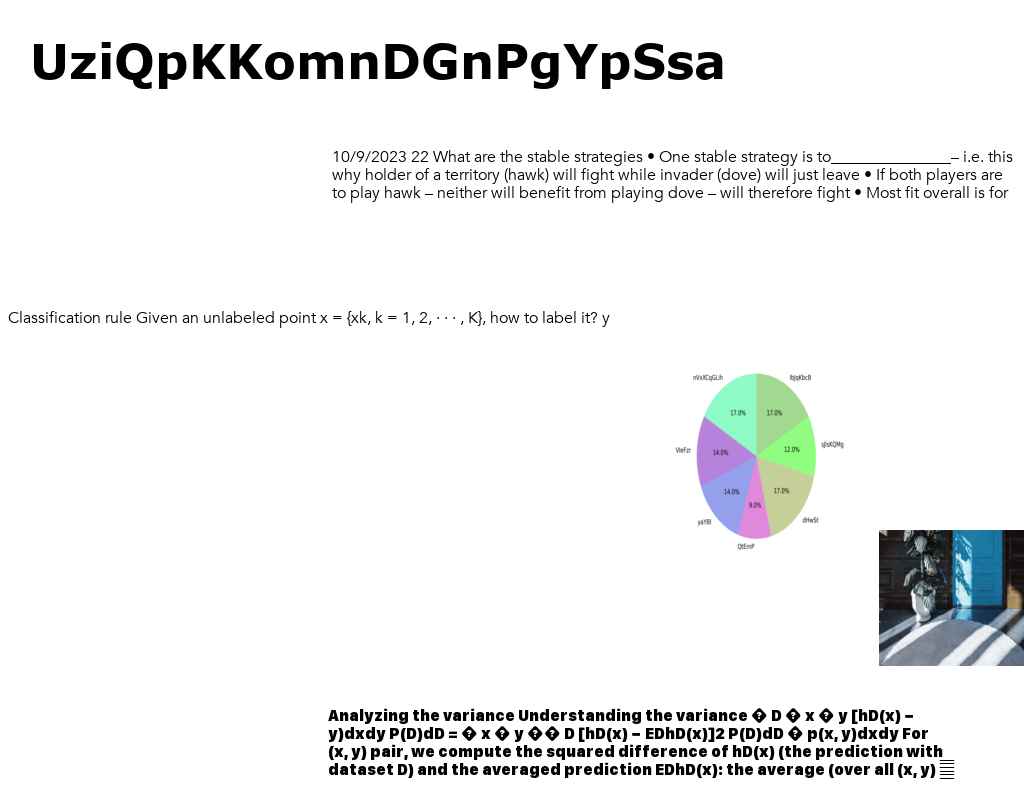 UziQpKKomnDGnPgYpSsa
10/9/2023 22 What are the stable strategies • One stable strategy is to______________– i.e. this
why holder of a territory (hawk) will fight while invader (dove) will just leave • If both players are
to play hawk – neither will benefit from playing dove – will therefore fight • Most fit overall is for
Classification rule Given an unlabeled point x = {xk, k = 1, 2, · · · , K}, how to label it? y
nVxXCqGLih
lbJqKbcB
17.0%
17.0%
sJlsKQMg
VleFzr
14.0%
12.0%
14.0%
17.0%
9.0%
yaYBl
dHwSt
QtEmP
Analyzing the variance Understanding the variance � D � x � y [hD(x) −
y)dxdy P(D)dD = � x � y �� D [hD(x) − EDhD(x)]2 P(D)dD � p(x, y)dxdy For
(x, y) pair, we compute the squared difference of hD(x) (the prediction with
dataset D) and the averaged prediction EDhD(x): the average (over all (x, y)